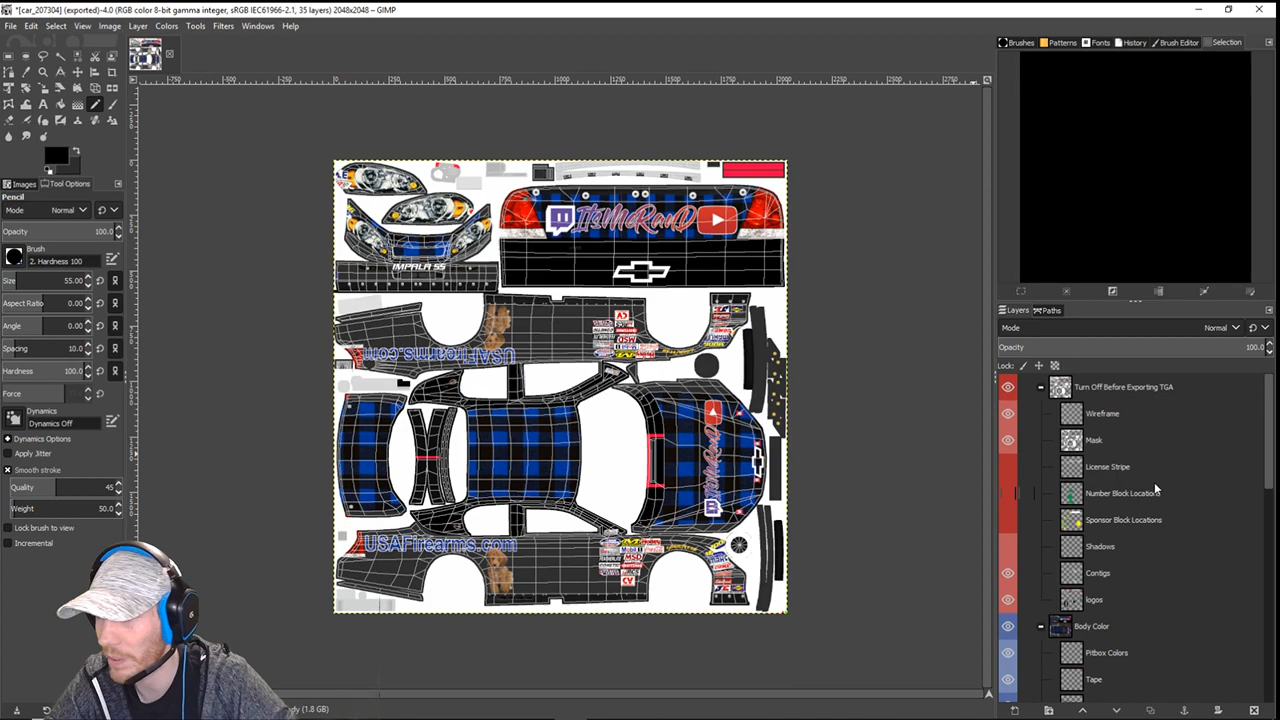 *[car_207304] (exported)-4.0 (RGB color 8-bit gamma integer, sRGB IEC61966-2.1, 35 layers) 2048x2048 – GIMP
File Edit Select View Image Layer Colors Tools Filters Windows Help
Brushes Patterns Fonts History Brush Editor Selection
Images Tool Options
Pencil
Mode Normal
Opacity 100.0
Brush
2. Hardness 100
Size 55.00
Aspect Ratio 0.00
Angle 0.00
Spacing 10.0
Hardness 100.0
Force
Dynamics
Dynamics Off
Dynamics Options
Apply Jitter
Smooth stroke
Quality 45
Weight 50.0
Lock brush to view
Incremental
ItsMeRanD
IMPALA SS
USAFirearms.com
ItsMeRanD
USAFirearms.com
MSD
Layers Paths
Mode Normal
Opacity 100.0
Lock:
Turn Off Before Exporting TGA
Wireframe
Mask
License Stripe
Number Block Locations
Sponsor Block Locations
Shadows
Contigs
logos
Body Color
Pitbox Colors
Tape
(1.8 GB)